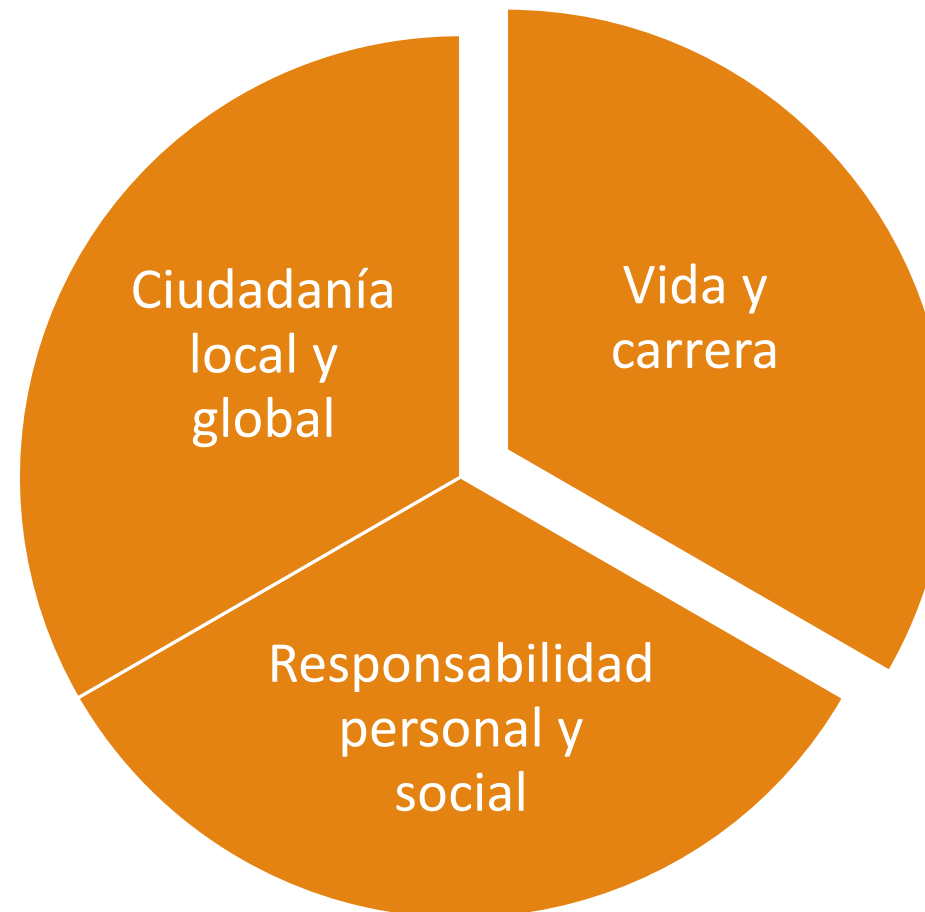 Ciudadanía
local y
global
Vida y
carrera
Responsabilidad
personal y
social